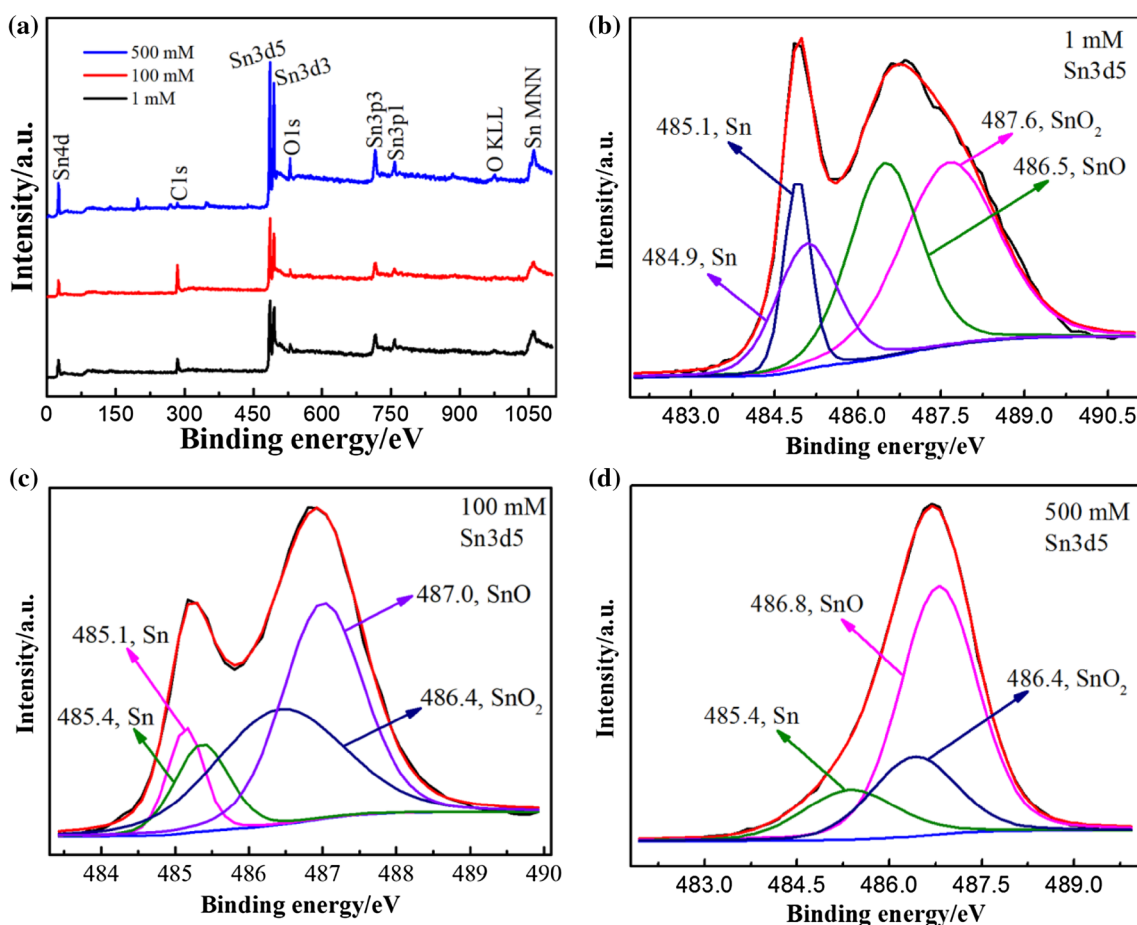 (a)
500 mM
100 mM
1 mM
Sn4d
C1s
Sn3d5
Sn3d3
O1s
Sn3p3
Sn3p1
O KLL
Sn MNN
Intensity/a.u.
0 150 300 450 600 750 900 1050
Binding energy/eV
(b)
1 mM
Sn3d5
485.1, Sn
484.9, Sn
487.6, SnO₂
486.5, SnO
Intensity/a.u.
483.0 484.5 486.0 487.5 489.0 490.5
Binding energy/eV
(c)
100 mM
Sn3d5
487.0, SnO
485.1, Sn
486.4, SnO₂
485.4, Sn
Intensity/a.u.
484 485 486 487 488 489 490
Binding energy/eV
(d)
500 mM
Sn3d5
486.8, SnO
486.4, SnO₂
485.4, Sn
Intensity/a.u.
483.0 484.5 486.0 487.5 489.0
Binding energy/eV